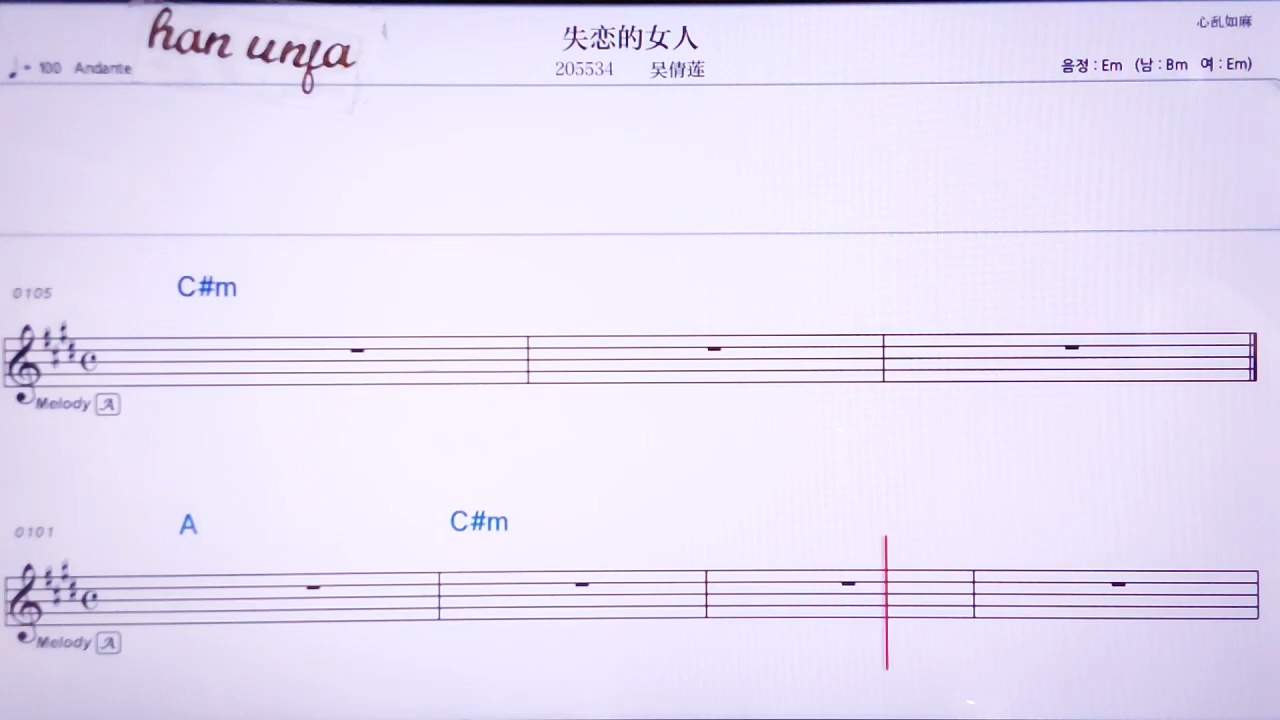 han unfa
失恋的女人
心乱如麻
♩= 100 Andante
205534 吴倩莲
음정 : Em (남 : Bm 여 : Em)
0105
C#m
Melody A
0101
A C#m
Melody A